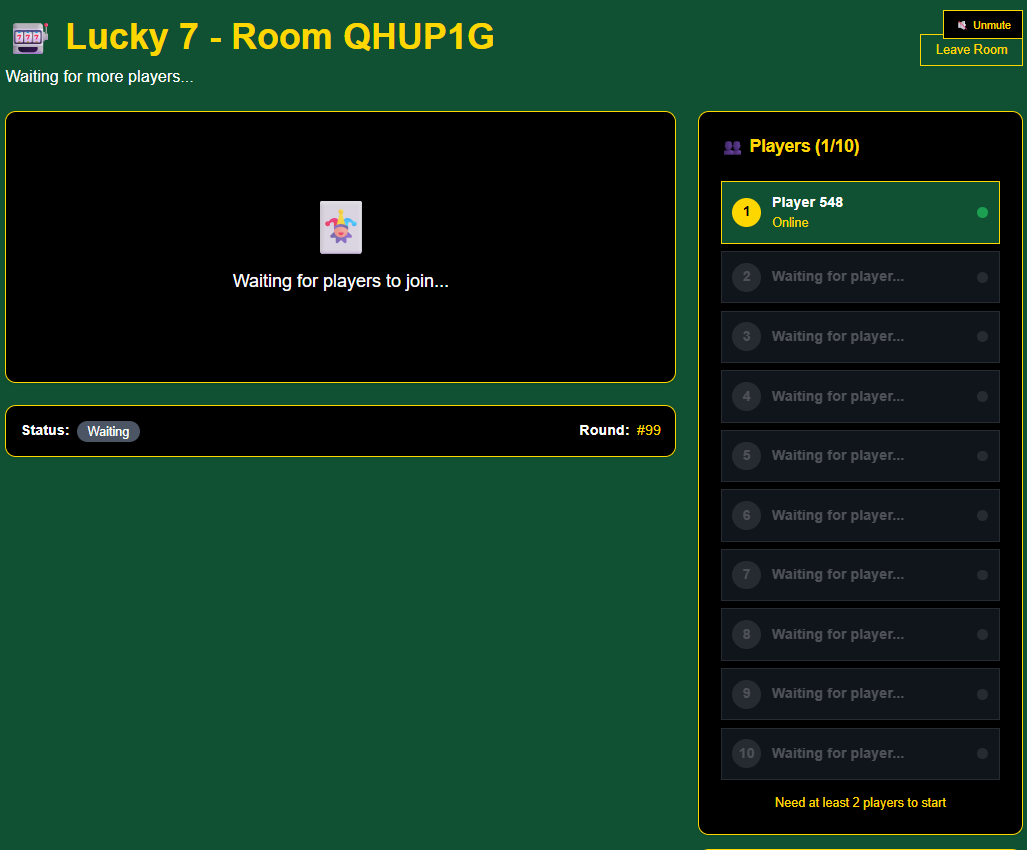 Lucky 7 - Room QHUP1G
Unmute
Leave Room
Waiting for more players...
Waiting for players to join...
Status: Waiting
Round: #99
Players (1/10)
1
Player 548
Online
2 Waiting for player...
3 Waiting for player...
4 Waiting for player...
5 Waiting for player...
6 Waiting for player...
7 Waiting for player...
8 Waiting for player...
9 Waiting for player...
10 Waiting for player...
Need at least 2 players to start